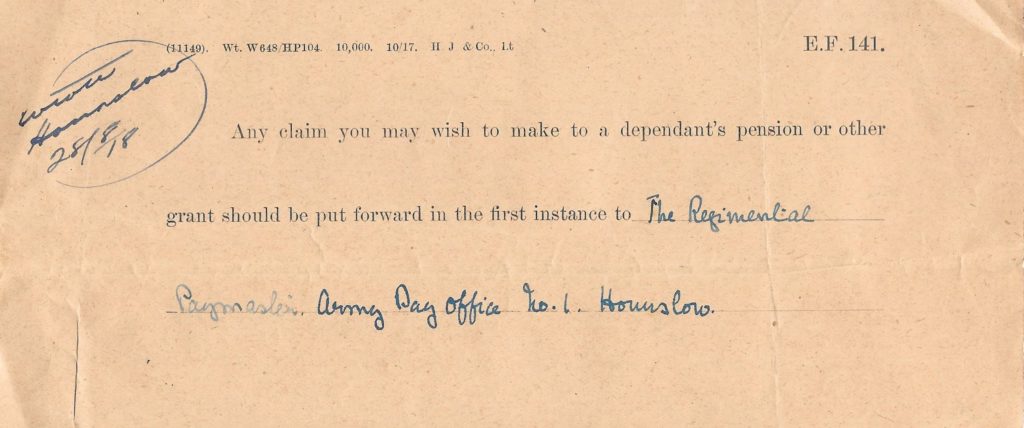 (11149). Wt. W648/HP104. 10,000. 10/17. H J & Co., Lt
E.F. 141.
wrote
Hounslow
28/8/18
Any claim you may wish to make to a dependant's pension or other
grant should be put forward in the first instance to The Regimental
Paymaster. Army Pay Office No. 1. Hounslow.